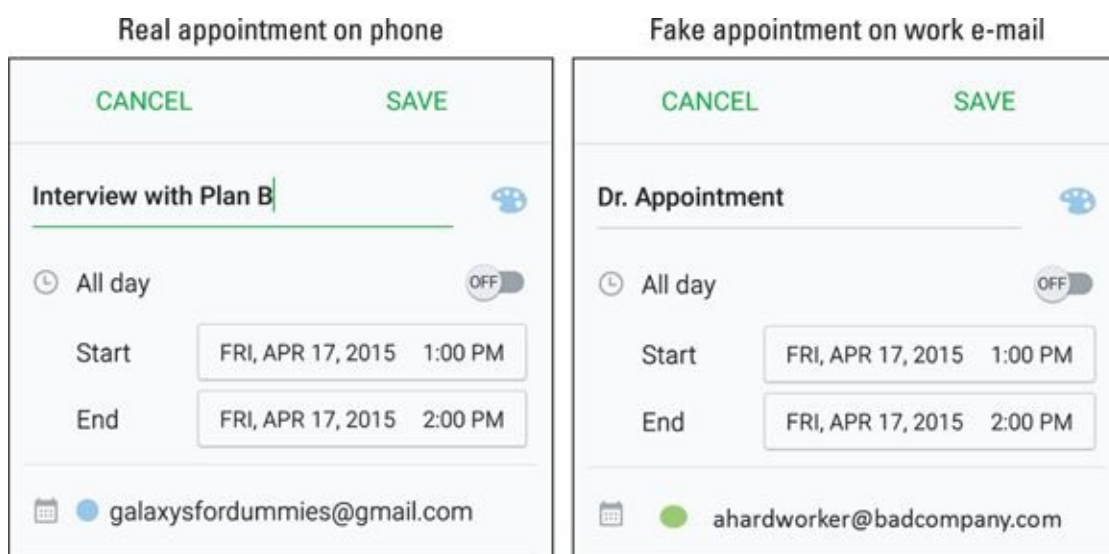 Real appointment on phone
CANCEL SAVE
Interview with Plan B
All day OFF
Start FRI, APR 17, 2015 1:00 PM
End FRI, APR 17, 2015 2:00 PM
galaxysfordummies@gmail.com
Fake appointment on work e-mail
CANCEL SAVE
Dr. Appointment
All day OFF
Start FRI, APR 17, 2015 1:00 PM
End FRI, APR 17, 2015 2:00 PM
ahardworker@badcompany.com